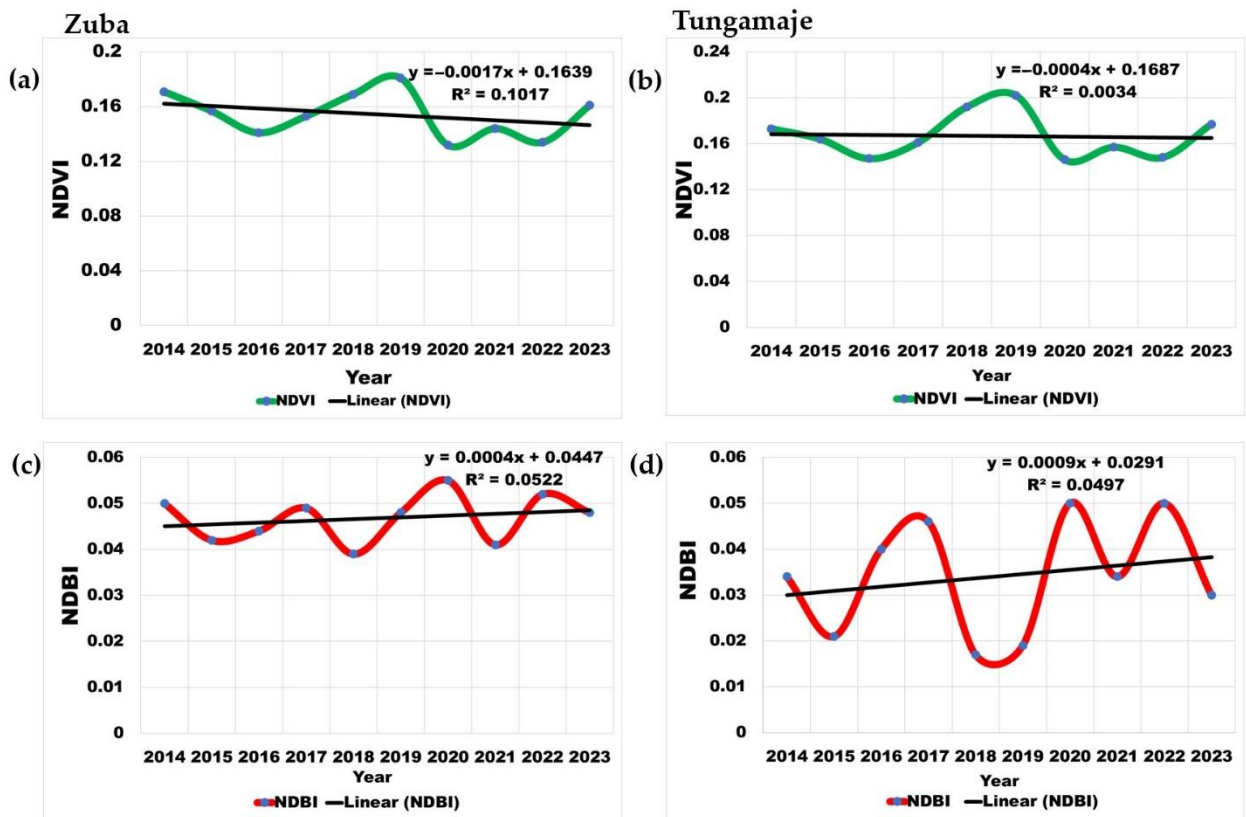 Zuba
(a)
0.2
0.16
0.12
0.08
0.04
0
NDVI
y =−0.0017x + 0.1639
R² = 0.1017
2014 2015 2016 2017 2018 2019 2020 2021 2022 2023
Year
NDVI Linear (NDVI)
Tungamaje
(b)
0.24
0.2
0.16
0.12
0.08
0.04
0
NDVI
y =−0.0004x + 0.1687
R² = 0.0034
2014 2015 2016 2017 2018 2019 2020 2021 2022 2023
Year
NDVI Linear (NDVI)
(c)
0.06
0.05
0.04
0.03
0.02
0.01
0
NDBI
y = 0.0004x + 0.0447
R² = 0.0522
2014 2015 2016 2017 2018 2019 2020 2021 2022 2023
Year
NDBI Linear (NDBI)
(d)
0.06
0.05
0.04
0.03
0.02
0.01
0
NDBI
y = 0.0009x + 0.0291
R² = 0.0497
2014 2015 2016 2017 2018 2019 2020 2021 2022 2023
Year
NDBI Linear (NDBI)